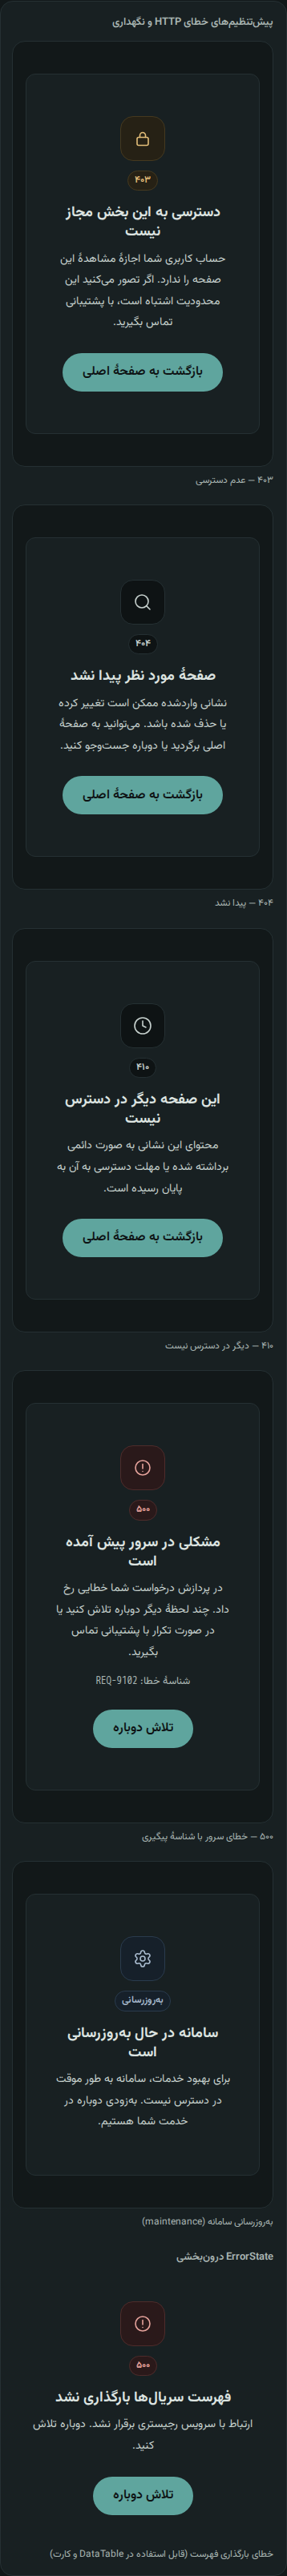 پیش‌تنظیم‌های خطای HTTP و نگهداری
۴۰۳
دسترسی به این بخش مجاز
نیست
حساب کاربری شما اجازهٔ مشاهدهٔ این
صفحه را ندارد. اگر تصور می‌کنید این
محدودیت اشتباه است، با پشتیبانی
تماس بگیرید.
بازگشت به صفحهٔ اصلی
۴۰۳ — عدم دسترسی
۴۰۴
صفحهٔ مورد نظر پیدا نشد
نشانی واردشده ممکن است تغییر کرده
یا حذف شده باشد. می‌توانید به صفحهٔ
اصلی برگردید یا دوباره جست‌وجو کنید.
بازگشت به صفحهٔ اصلی
۴۰۴ — پیدا نشد
۴۱۰
این صفحه دیگر در دسترس
نیست
محتوای این نشانی به صورت دائمی
برداشته شده یا مهلت دسترسی به آن به
پایان رسیده است.
بازگشت به صفحهٔ اصلی
۴۱۰ — دیگر در دسترس نیست
۵۰۰
مشکلی در سرور پیش آمده
است
در پردازش درخواست شما خطایی رخ
داد. چند لحظهٔ دیگر دوباره تلاش کنید یا
در صورت تکرار با پشتیبانی تماس
بگیرید.
شناسهٔ خطا: REQ-9102
تلاش دوباره
۵۰۰ — خطای سرور با شناسهٔ پیگیری
به‌روزرسانی
سامانه در حال به‌روزرسانی
است
برای بهبود خدمات، سامانه به طور موقت
در دسترس نیست. به‌زودی دوباره در
خدمت شما هستیم.
به‌روزرسانی سامانه (maintenance)
ErrorState درون‌بخشی
۵۰۰
فهرست سریال‌ها بارگذاری نشد
ارتباط با سرویس رجیستری برقرار نشد. دوباره تلاش
کنید.
تلاش دوباره
خطای بارگذاری فهرست (قابل استفاده در DataTable و کارت)